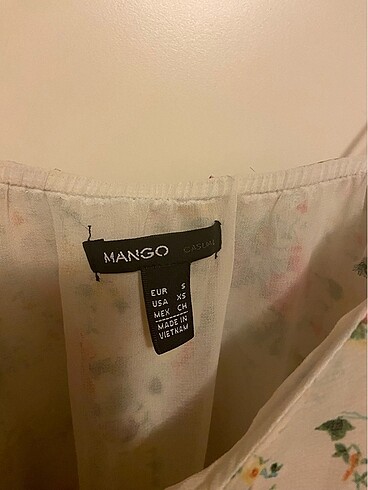 MANGO CASUAL
EUR S
USA XS
MEX CH
MADE IN
VIETNAM